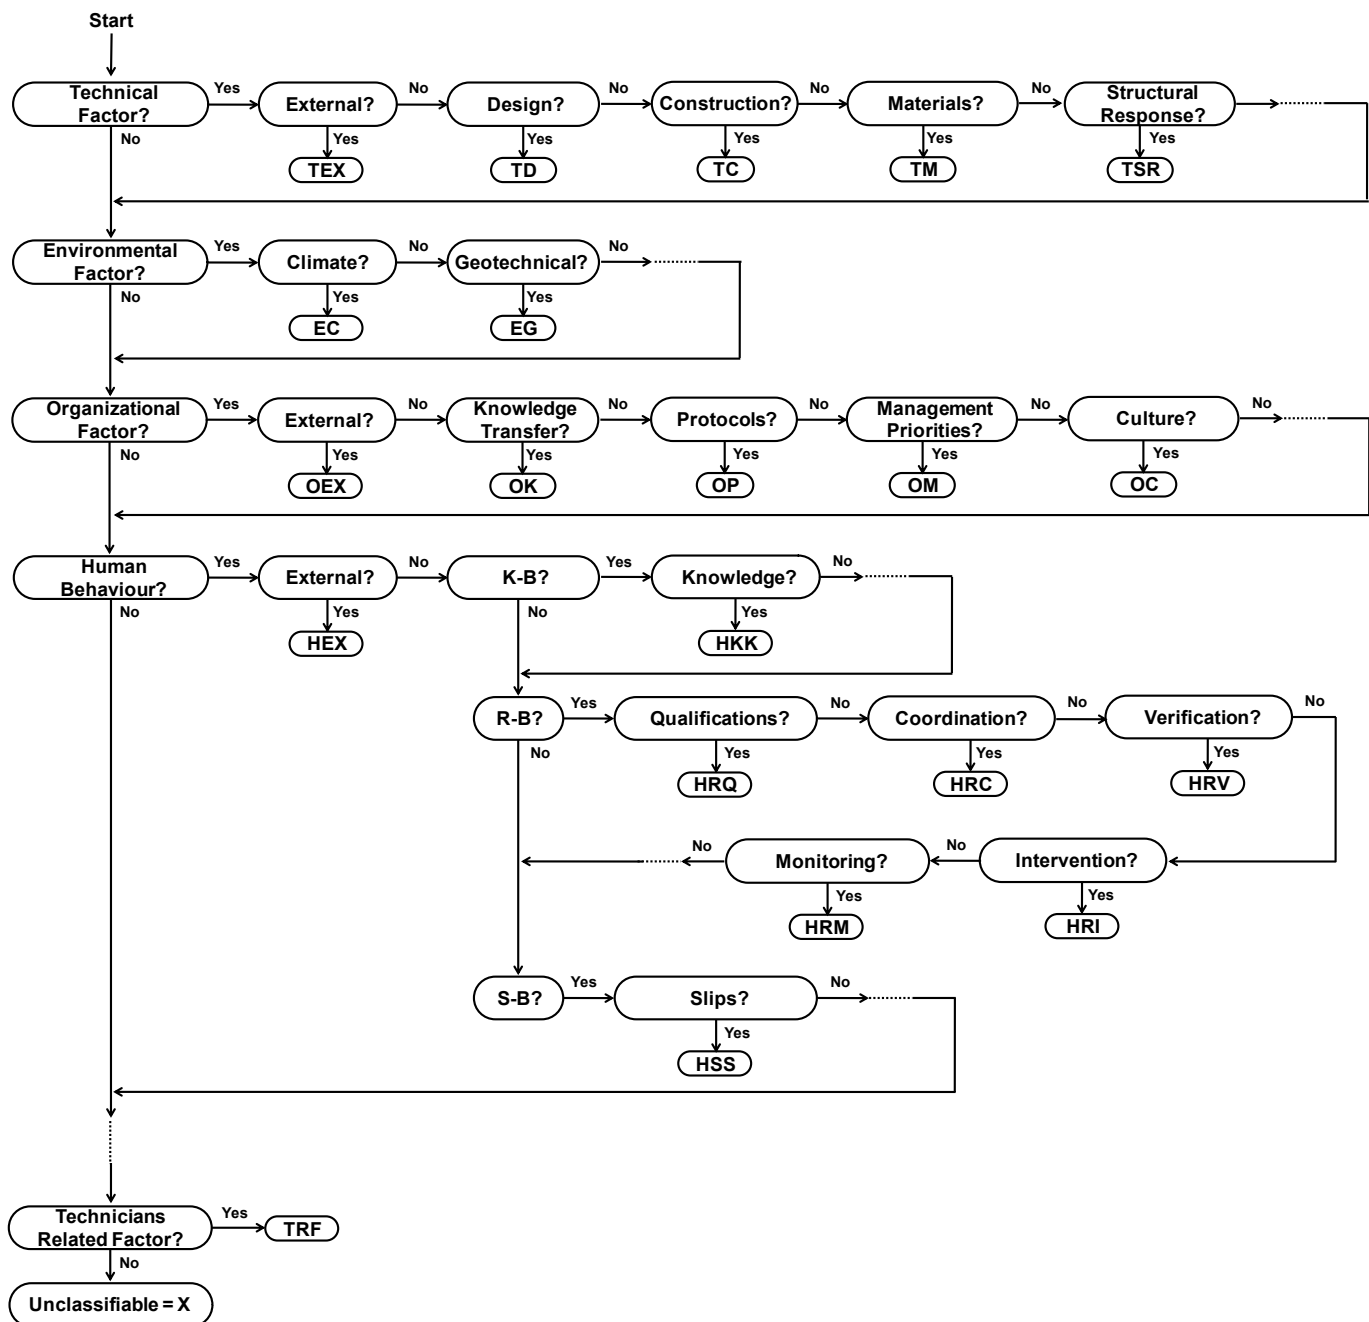 Start
Technical
Factor?
Yes
External?
No
Design?
No
Construction?
No
Materials?
No
Structural
Response?
No
Yes
TEX
Yes
TD
Yes
TC
Yes
TM
Yes
TSR
Environmental
Factor?
Yes
Climate?
No
Geotechnical?
No
No
Yes
EC
Yes
EG
Organizational
Factor?
Yes
External?
No
Knowledge
Transfer?
No
Protocols?
No
Management
Priorities?
No
Culture?
No
No
Yes
OEX
Yes
OK
Yes
OP
Yes
OM
Yes
OC
Human
Behaviour?
Yes
External?
No
K-B?
Yes
Knowledge?
No
No
Yes
HEX
No
Yes
HKK
R-B?
Yes
Qualifications?
No
Coordination?
No
Verification?
No
No
Yes
HRQ
Yes
HRC
Yes
HRV
No
Monitoring?
No
Intervention?
Yes
HRM
Yes
HRI
S-B?
Yes
Slips?
No
Yes
HSS
Technicians
Related Factor?
Yes
TRF
No
Unclassifiable = X